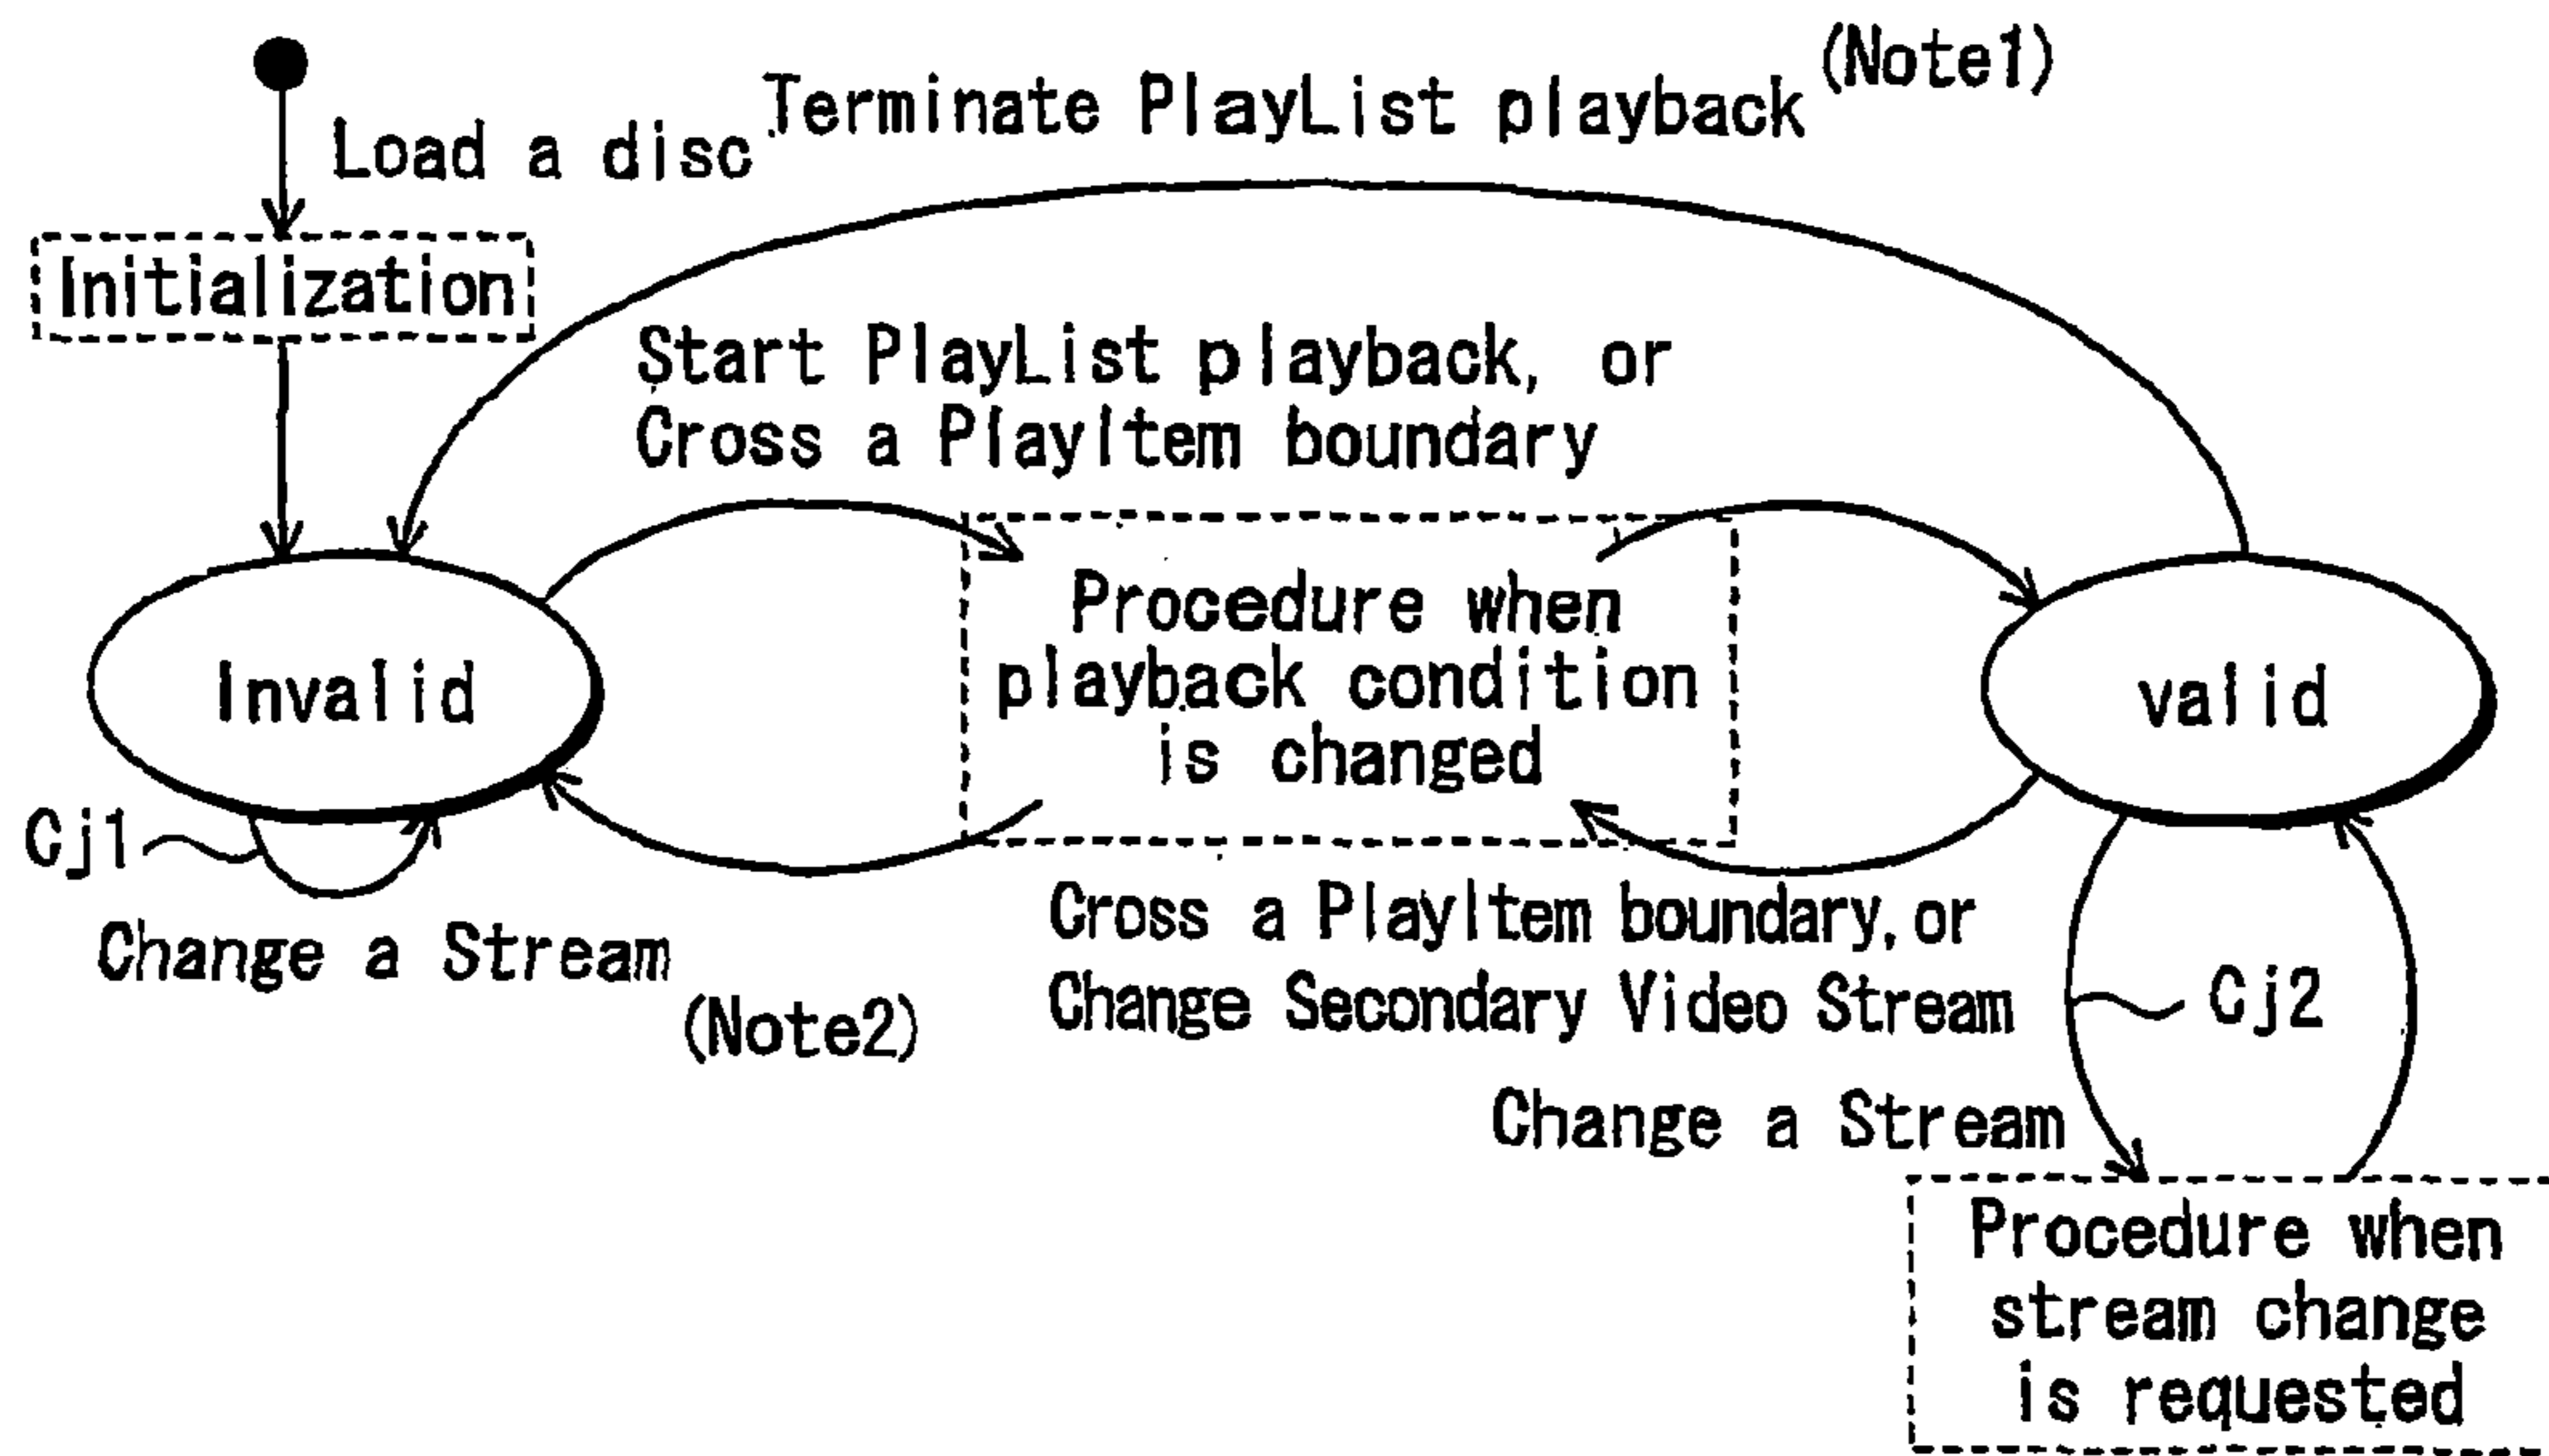 Load a disc
Terminate PlayList playback (Note1)
Initialization
Start PlayList playback, or
Cross a PlayItem boundary
Procedure when
playback condition
is changed
Invalid
valid
Cj1
Change a Stream
(Note2)
Cross a PlayItem boundary, or
Change Secondary Video Stream
Cj2
Change a Stream
Procedure when
stream change
is requested